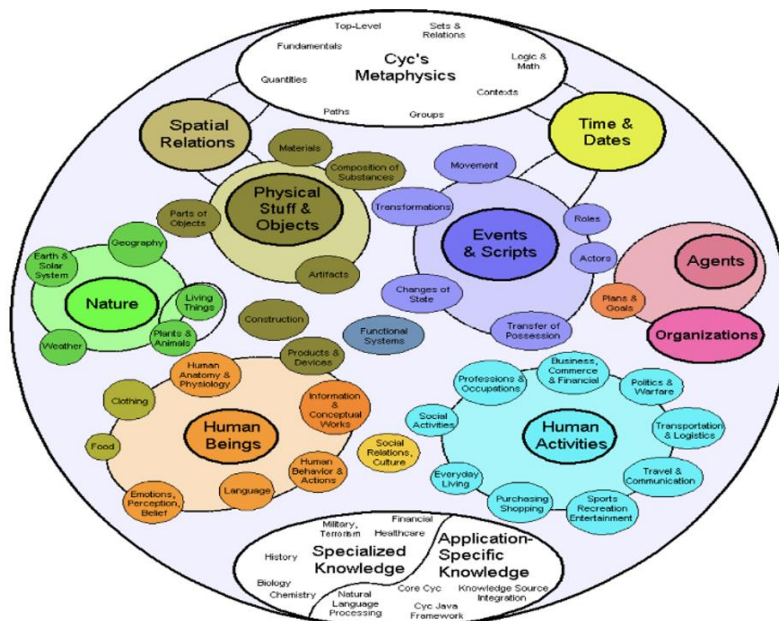 Top-Level
Sets &
Relations
Fundamentals
Cyc's
Metaphysics
Logic &
Math
Quantities
Contexts
Paths
Groups
Spatial
Relations
Time &
Dates
Materials
Composition of
Substances
Physical
Stuff &
Objects
Parts of
Objects
Artifacts
Movement
Transformations
Roles
Events
& Scripts
Actors
Changes of
State
Transfer of
Possession
Agents
Plans &
Goals
Organizations
Geography
Earth &
Solar
System
Nature
Living
Things
Weather
Plants &
Animals
Construction
Functional
Systems
Products &
Devices
Human
Anatomy &
Physiology
Clothing
Information
& Conceptual
Works
Human
Beings
Food
Human
Behavior &
Actions
Language
Emotions,
Perception,
Belief
Social
Relations,
Culture
Business,
Commerce
& Financial
Professions &
Occupations
Politics &
Warfare
Social
Activities
Human
Activities
Transportation
& Logistics
Everyday
Living
Travel &
Communication
Purchasing
Shopping
Sports
Recreation
Entertainment
Military,
Terrorism
Financial
Healthcare
Specialized
Knowledge
History
Biology
Chemistry
Application-
Specific
Knowledge
Natural
Language
Processing
Core Cyc
Knowledge Source
Integration
Cyc Java
Framework